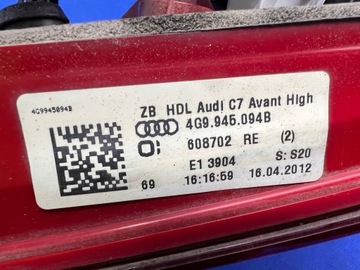 4G9945094B
ZB HDL Audi C7 Avant High
4G9.945.094B
608702 RE (2)
E1 3904 S: S20
69 16:16:59 16.04.2012